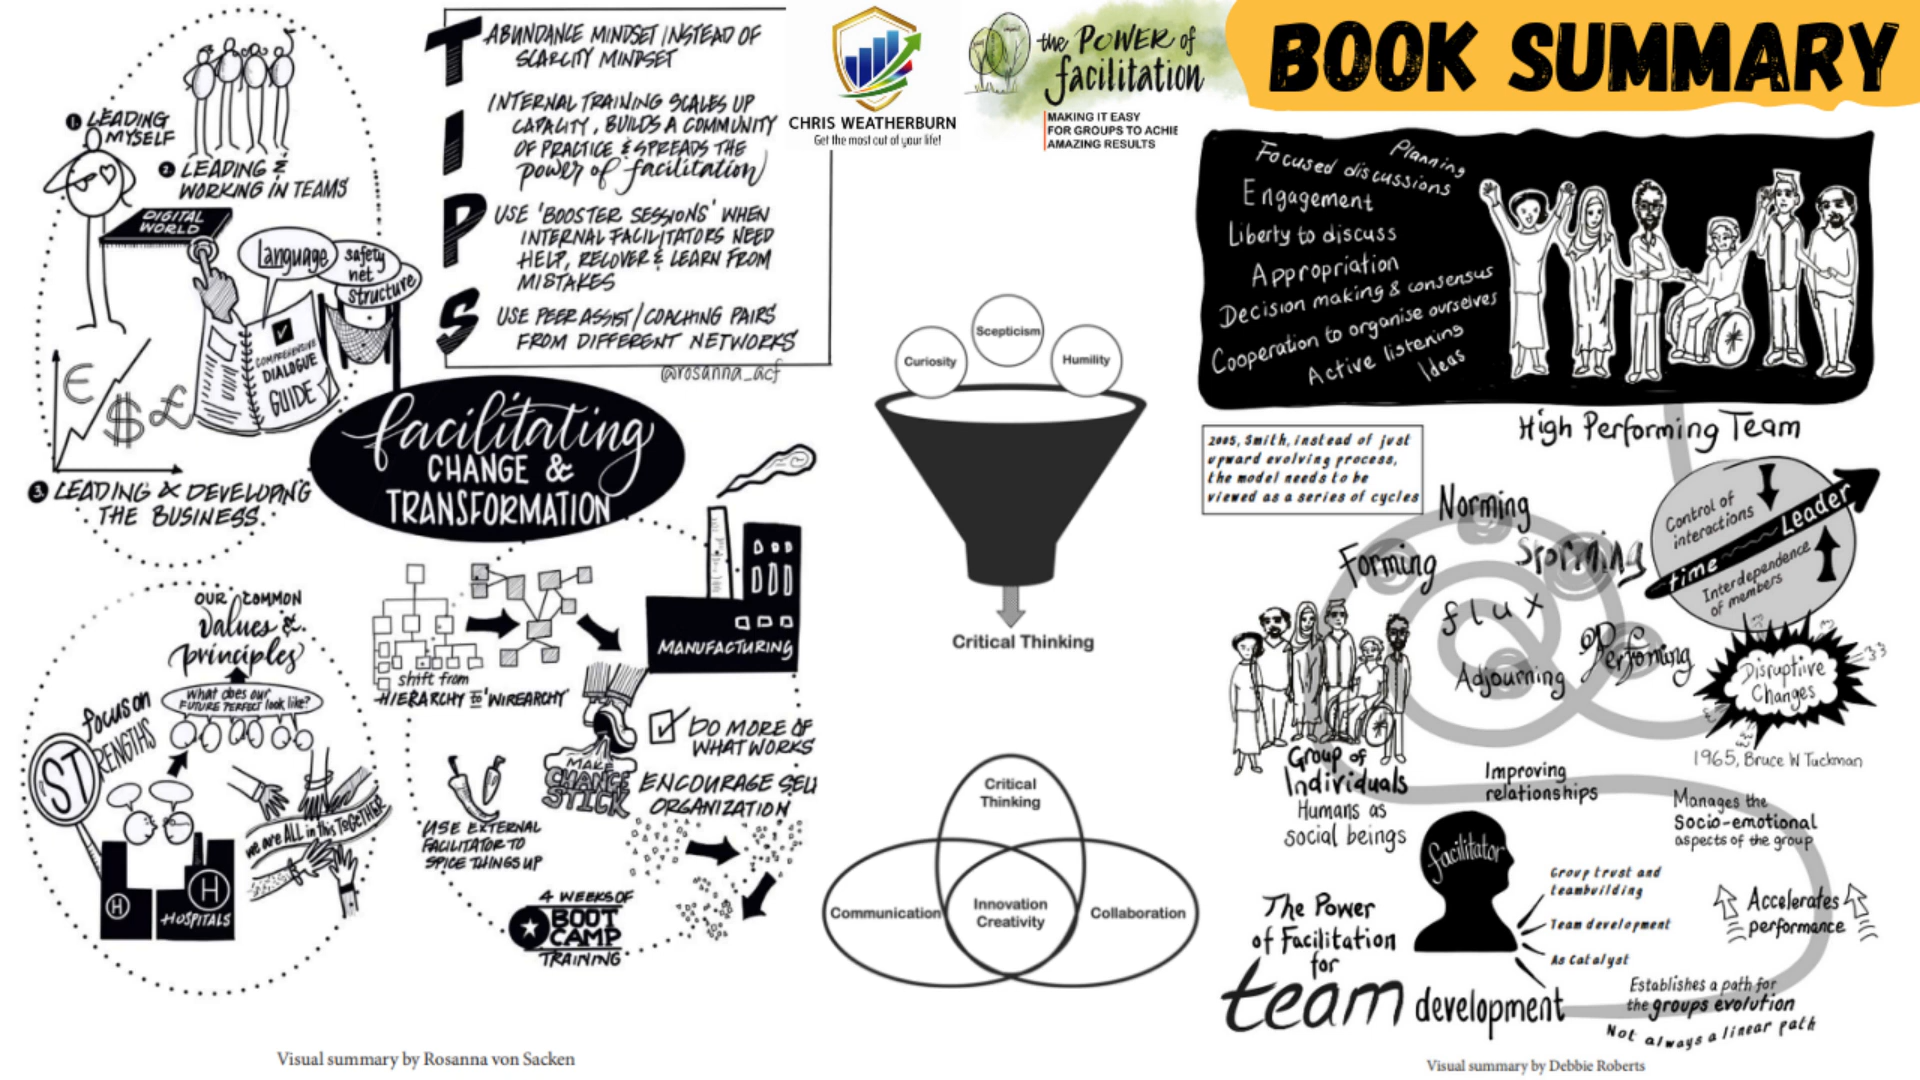 1. LEADING
MYSELF
2. LEADING &
WORKING IN TEAMS
DIGITAL
WORLD
Language
safety
net
structure
COMPREHENSIVE
DIALOGUE
GUIDE
€
$
£
3. LEADING & DEVELOPING
THE BUSINESS.
TIPS
ABUNDANCE MINDSET INSTEAD OF
SCARCITY MINDSET
INTERNAL TRAINING SCALES UP
CAPACITY, BUILDS A COMMUNITY
OF PRACTICE & SPREADS THE
power of facilitation
USE 'BOOSTER SESSIONS' WHEN
INTERNAL FACILITATORS NEED
HELP, RECOVER & LEARN FROM
MISTAKES
USE PEER ASSIST / COACHING PAIRS
FROM DIFFERENT NETWORKS
@rosanna_acf
facilitating
CHANGE &
TRANSFORMATION
OUR COMMON
values &
principles
What does our
FUTURE PERFECT look like?
focus on
STRENGTHS
we are ALL in this TOGETHER
H
H
HOSPITALS
shift from
HIERARCHY to 'WIREARCHY'
MANUFACTURING
MAKE
CHANGE
STICK
DO MORE OF
WHAT WORKS
ENCOURAGE SELF
ORGANIZATION
USE EXTERNAL
FACILITATOR TO
SPICE THINGS UP
4 WEEKS OF
BOOT
CAMP
TRAINING
Visual summary by Rosanna von Sacken
CHRIS WEATHERBURN
Get the most out of your life!
the POWER of
facilitation
MAKING IT EASY
FOR GROUPS TO ACHIE
AMAZING RESULTS
Curiosity
Scepticism
Humility
Critical Thinking
Critical
Thinking
Communication
Innovation
Creativity
Collaboration
BOOK SUMMARY
Planning
Focused discussions
Engagement
Liberty to discuss
Appropriation
Decision making & consensus
Cooperation to organise ourselves
Active listening
Ideas
High Performing Team
2005, Smith, instead of just
upward evolving process,
the model needs to be
viewed as a series of cycles
Norming
Forming
Storming
flux
Performing
Adjourning
Control of
interactions
time
Leader
Interdependence
of members
Disruptive
Changes
1965, Bruce W Tuckman
Group of
Individuals
Humans as
social beings
Improving
relationships
Manages the
Socio-emotional
aspects of the group
facilitator
Group trust and
teambuilding
Team development
As Catalyst
Accelerates
performance
The Power
of Facilitation
for
team development
Establishes a path for
the groups evolution
Not always a linear path
Visual summary by Debbie Roberts